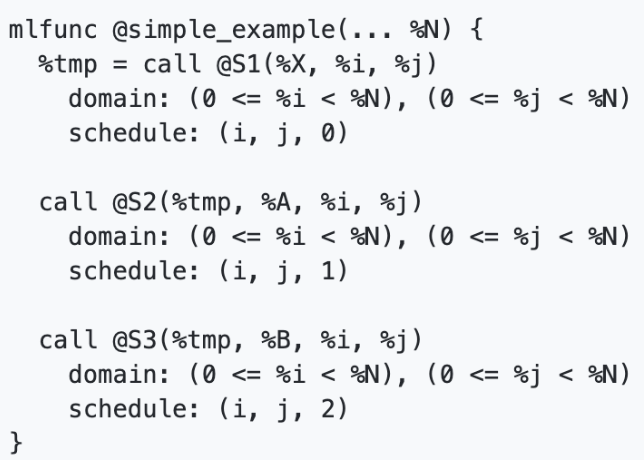 mlfunc @simple_example(... %N) {
  %tmp = call @S1(%X, %i, %j)
    domain: (0 <= %i < %N), (0 <= %j < %N)
    schedule: (i, j, 0)

  call @S2(%tmp, %A, %i, %j)
    domain: (0 <= %i < %N), (0 <= %j < %N)
    schedule: (i, j, 1)

  call @S3(%tmp, %B, %i, %j)
    domain: (0 <= %i < %N), (0 <= %j < %N)
    schedule: (i, j, 2)
}